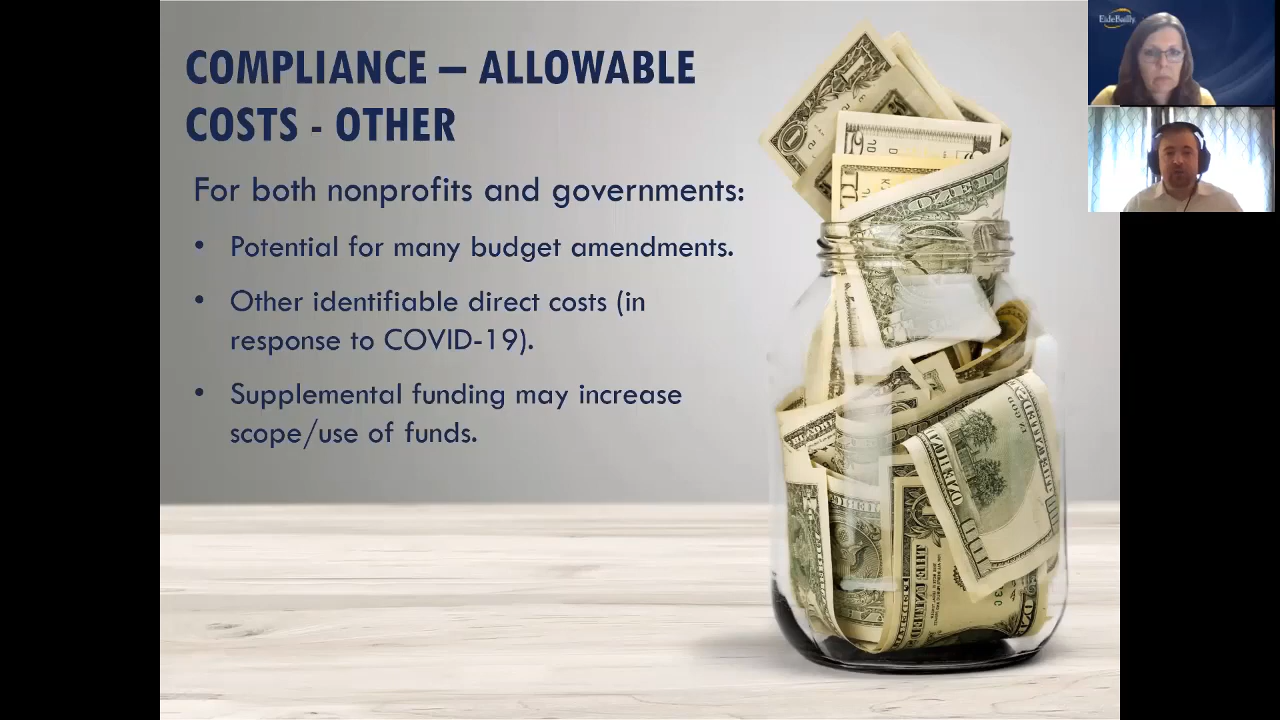 COMPLIANCE – ALLOWABLE
COSTS - OTHER
For both nonprofits and governments:
• Potential for many budget amendments.
• Other identifiable direct costs (in
response to COVID-19).
• Supplemental funding may increase
scope/use of funds.
EideBailly